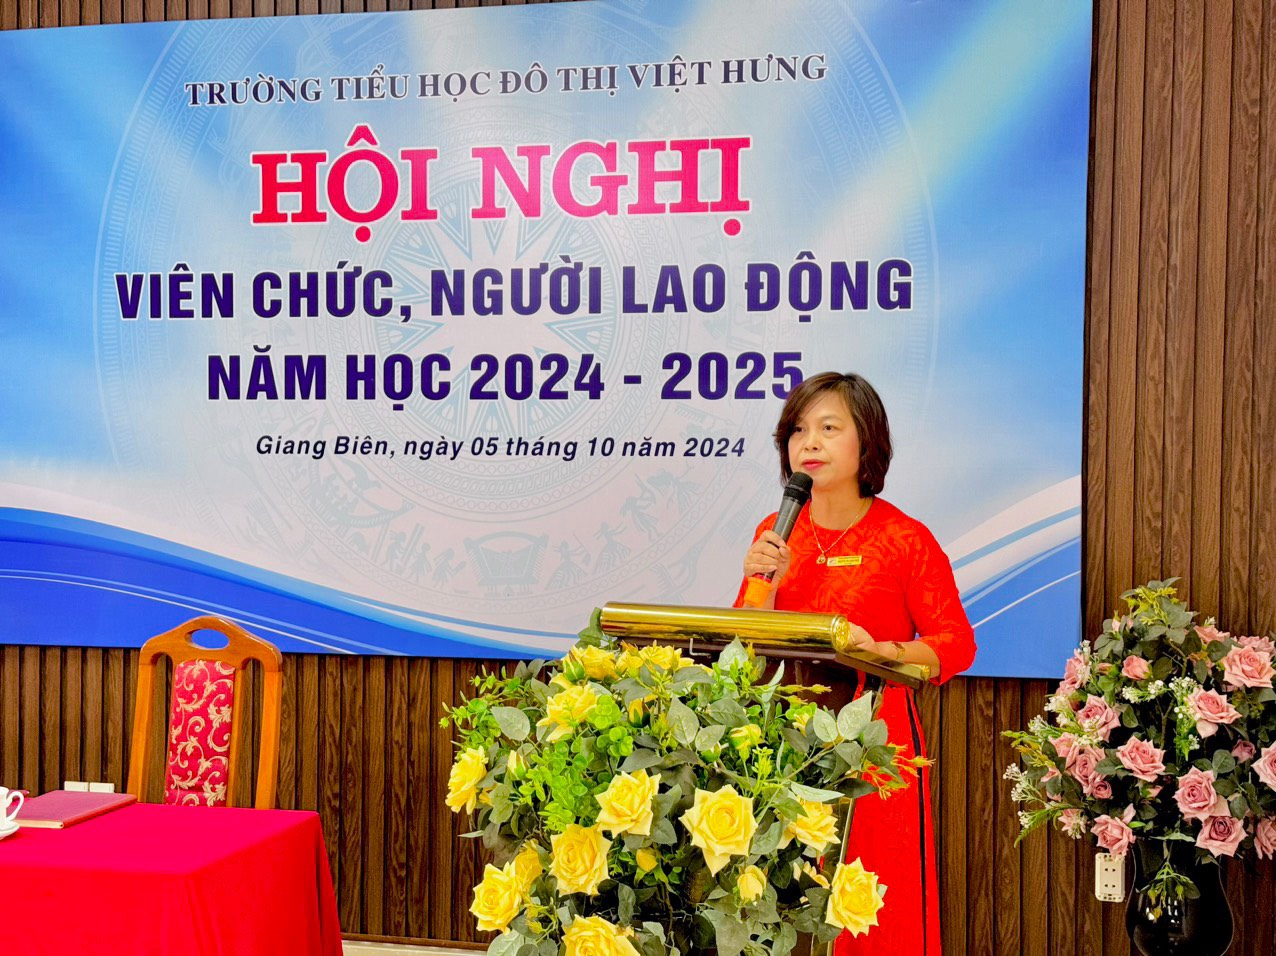 TRƯỜNG TIỂU HỌC ĐÔ THỊ VIỆT HƯNG
HỘI NGHỊ
VIÊN CHỨC, NGƯỜI LAO ĐỘNG
NĂM HỌC 2024 - 2025
Giang Biên, ngày 05 tháng 10 năm 2024